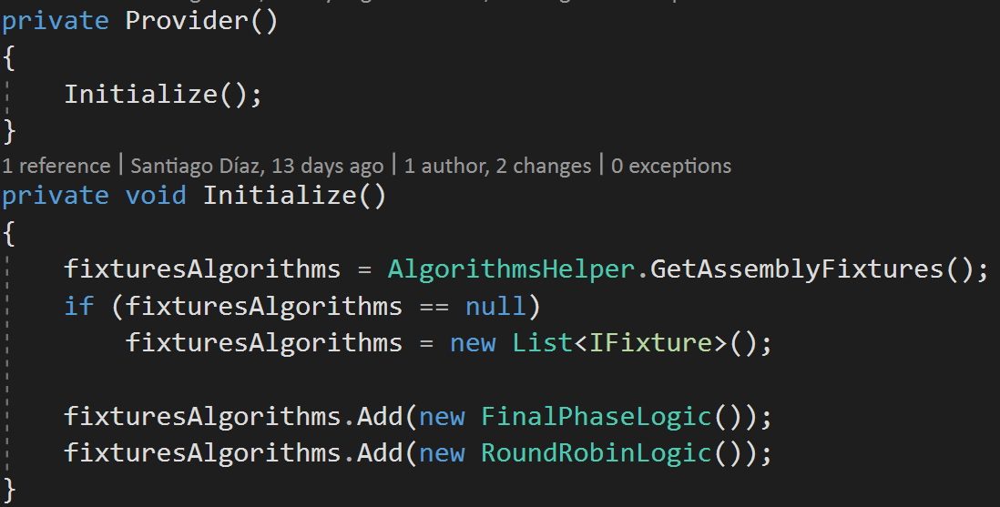 private Provider()
{
    Initialize();
}
1 reference | Santiago Díaz, 13 days ago | 1 author, 2 changes | 0 exceptions
private void Initialize()
{
    fixturesAlgorithms = AlgorithmsHelper.GetAssemblyFixtures();
    if (fixturesAlgorithms == null)
        fixturesAlgorithms = new List<IFixture>();

    fixturesAlgorithms.Add(new FinalPhaseLogic());
    fixturesAlgorithms.Add(new RoundRobinLogic());
}